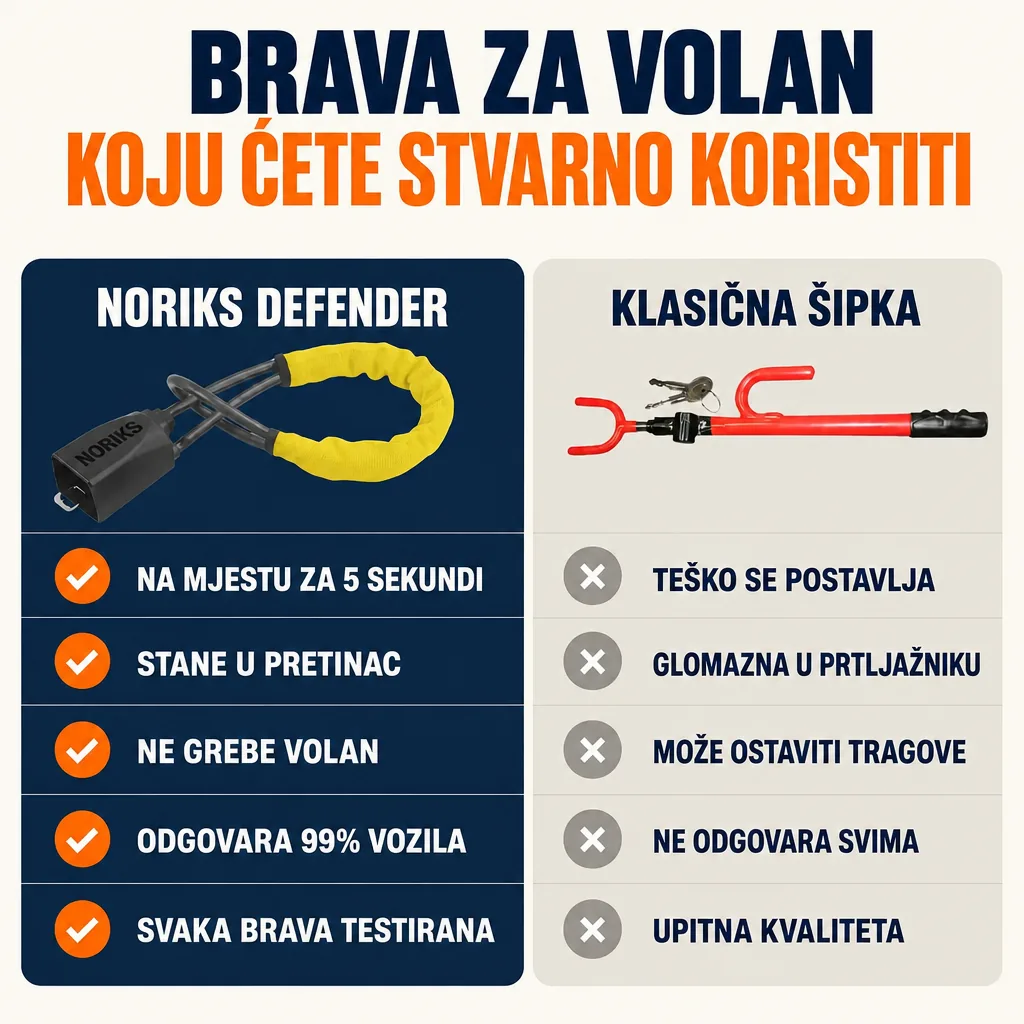 BRAVA ZA VOLAN
KOJU ĆETE STVARNO KORISTITI
NORIKS DEFENDER
NORIKS
NA MJESTU ZA 5 SEKUNDI
STANE U PRETINAC
NE GREBE VOLAN
ODGOVARA 99% VOZILA
SVAKA BRAVA TESTIRANA
KLASIČNA ŠIPKA
TEŠKO SE POSTAVLJA
GLOMAZNA U PRTLJAŽNIKU
MOŽE OSTAVITI TRAGOVE
NE ODGOVARA SVIMA
UPITNA KVALITETA